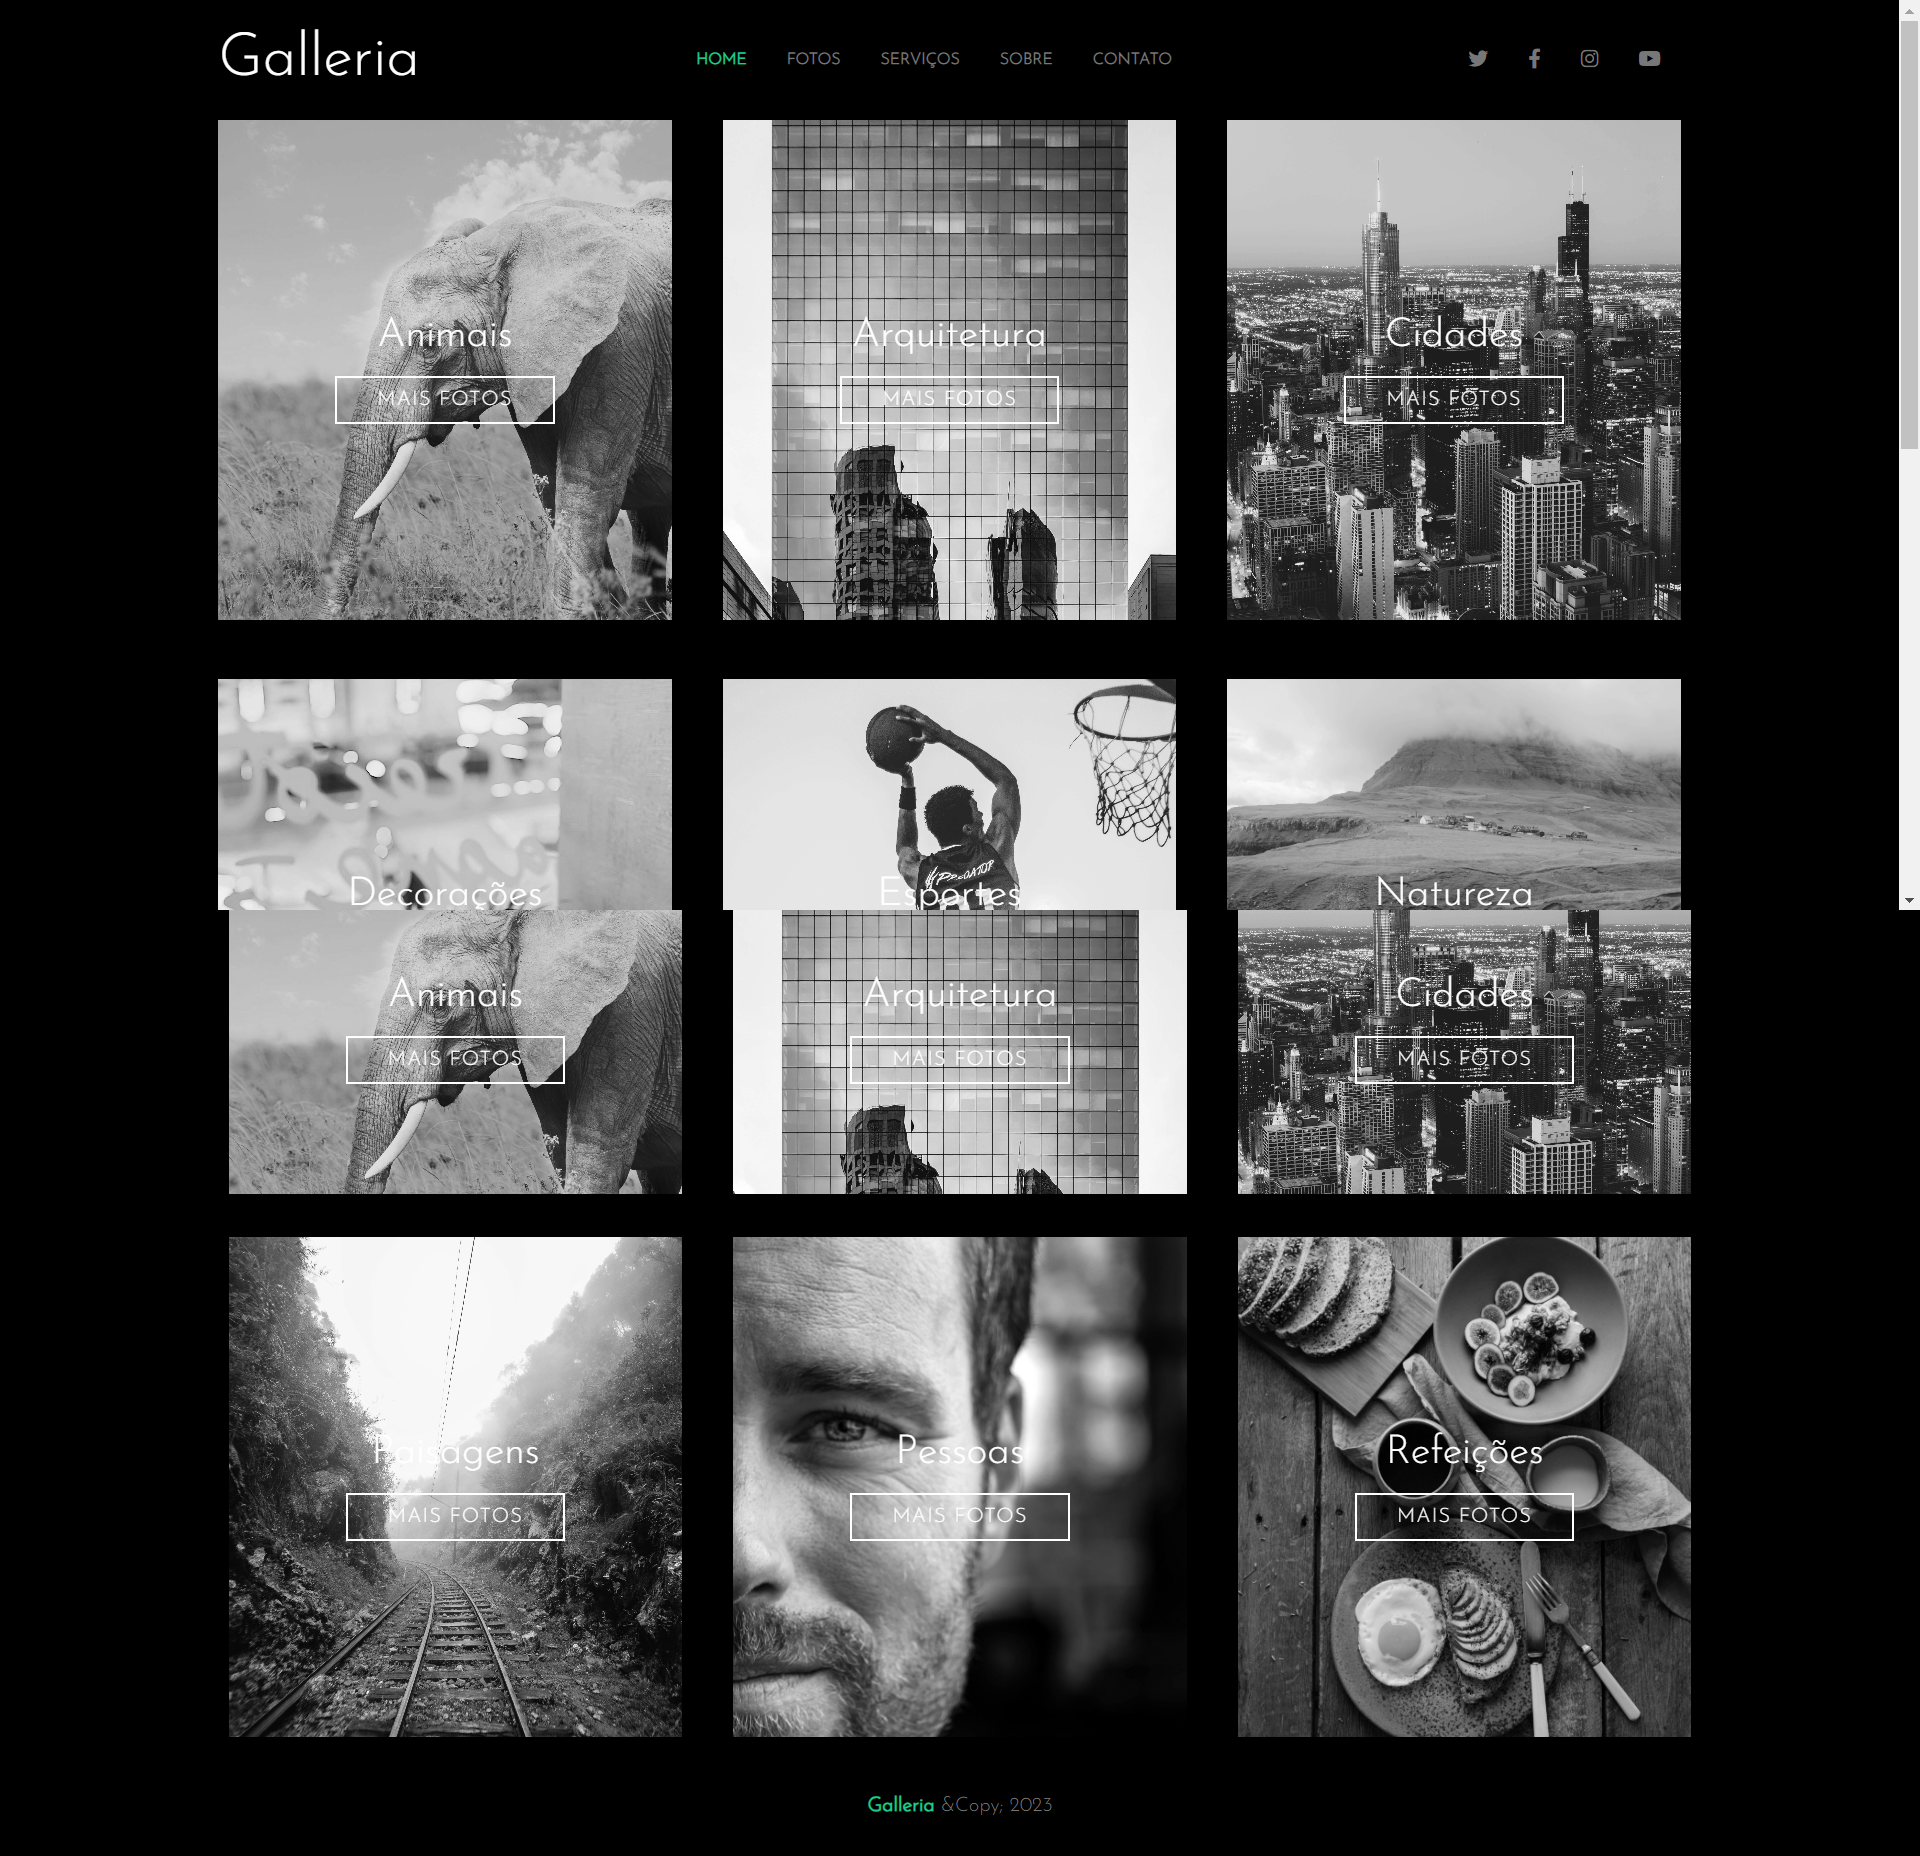 Galleria
HOME FOTOS SERVIÇOS SOBRE CONTATO
Animais Arquitetura Cidades
MAIS FOTOS MAIS FOTOS MAIS FOTOS
PREDATOR
Decorações Esportes Natureza
Animais Arquitetura Cidades
MAIS FOTOS MAIS FOTOS MAIS FOTOS
Paisagens Pessoas Refeições
MAIS FOTOS MAIS FOTOS MAIS FOTOS
Galleria &Copy; 2023